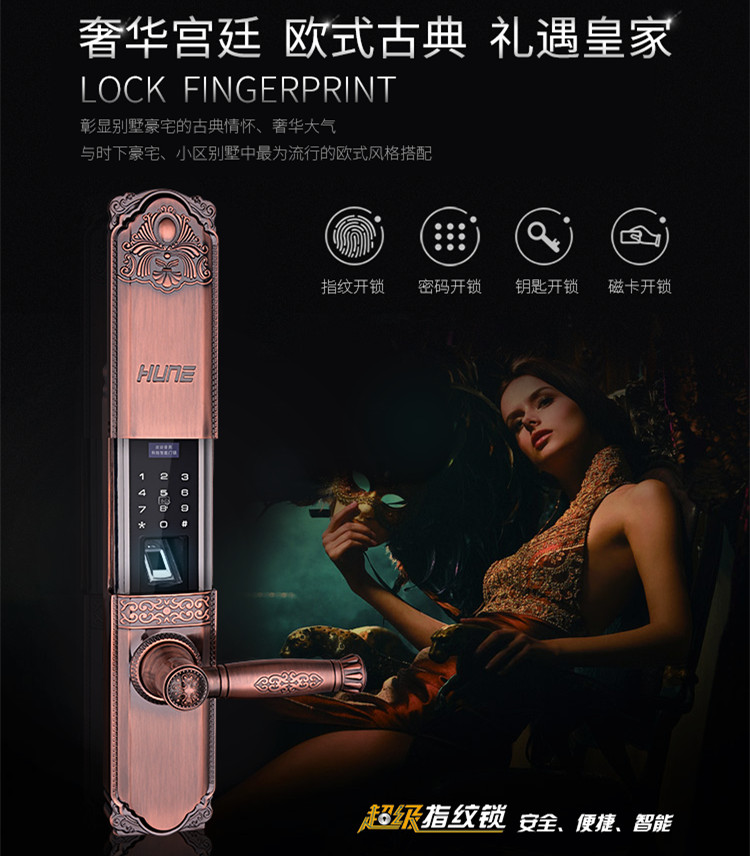 奢华宫廷 欧式古典 礼遇皇家
LOCK FINGERPRINT
彰显别墅豪宅的古典情怀、奢华大气
与时下豪宅、小区别墅中最为流行的欧式风格搭配
指纹开锁 密码开锁 钥匙开锁 磁卡开锁
HUNE
1 2 3
4 5 6
7 8 9
* 0 #
超级指纹锁 安全、便捷、智能